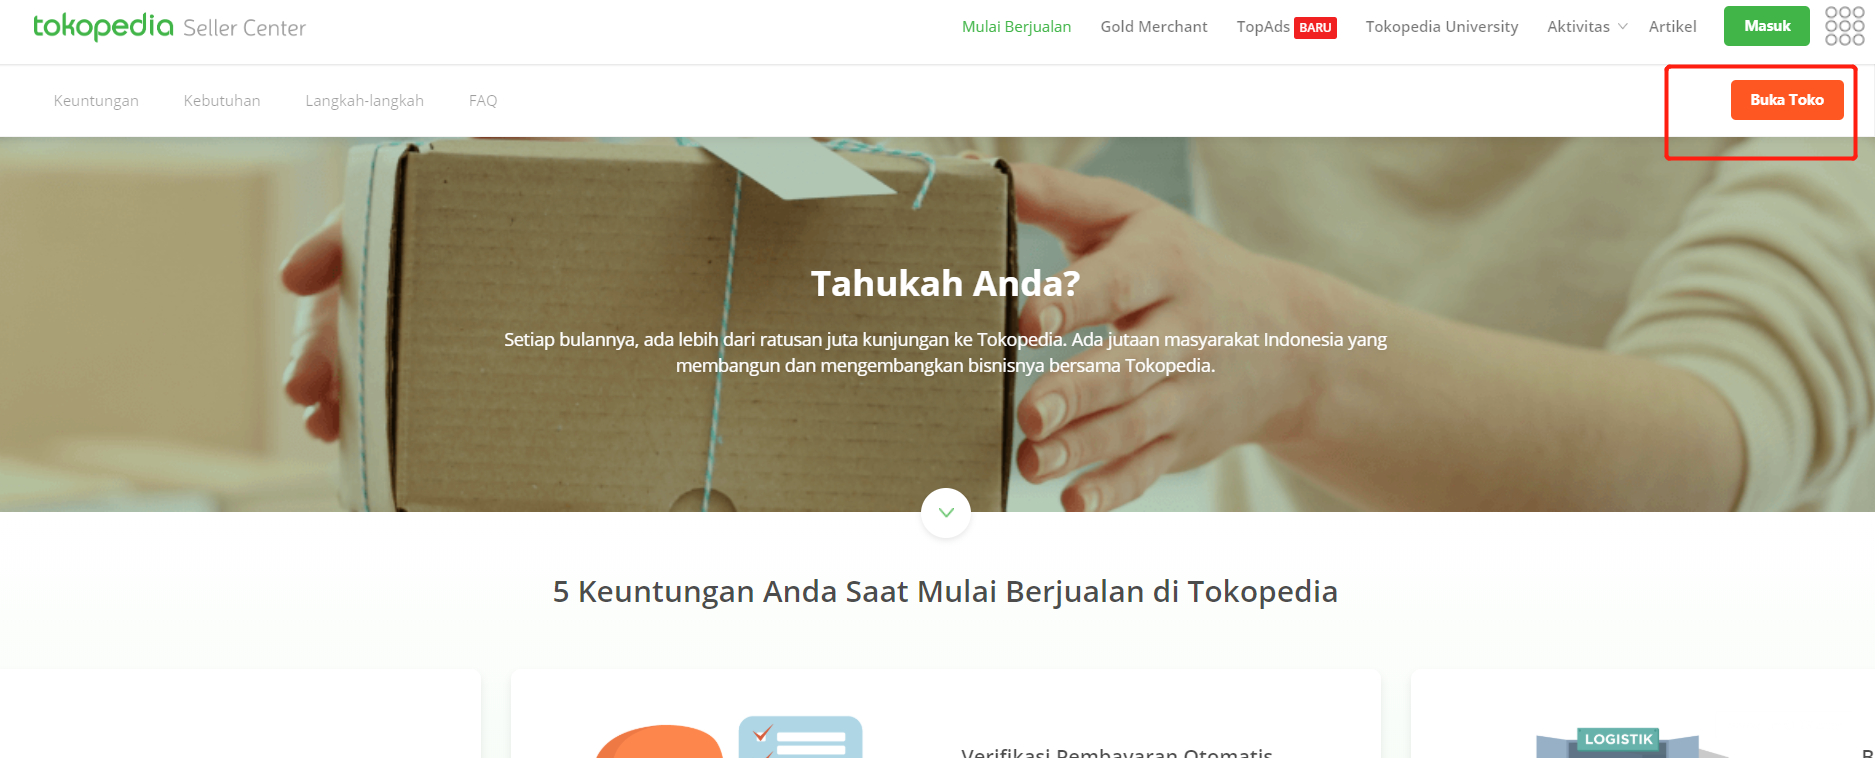 tokopedia Seller Center
Mulai Berjualan Gold Merchant TopAds BARU Tokopedia University Aktivitas Artikel Masuk
Keuntungan Kebutuhan Langkah-langkah FAQ Buka Toko
Tahukah Anda?
Setiap bulannya, ada lebih dari ratusan juta kunjungan ke Tokopedia. Ada jutaan masyarakat Indonesia yang
membangun dan mengembangkan bisnisnya bersama Tokopedia.
5 Keuntungan Anda Saat Mulai Berjualan di Tokopedia
Verifikasi Pembayaran Otomatis
LOGISTIK